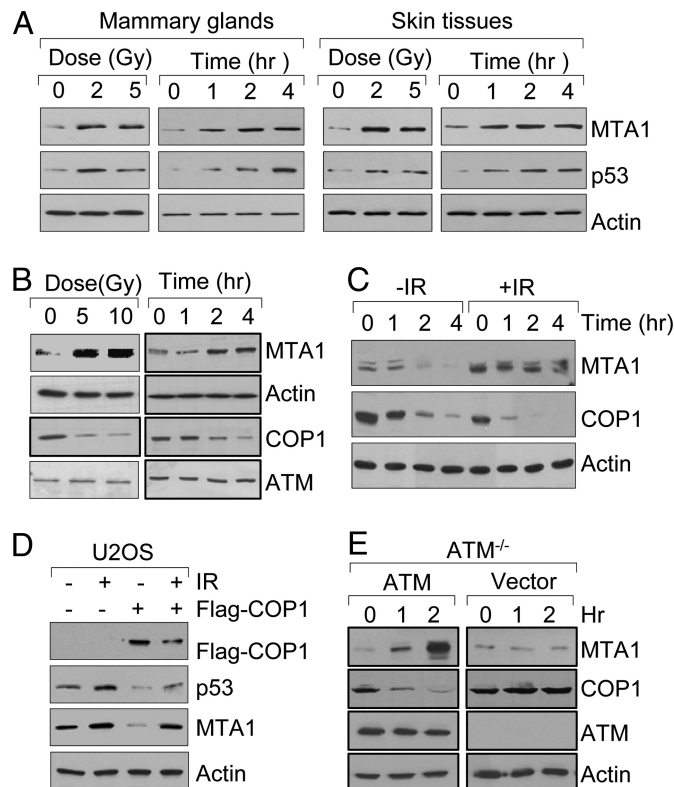 A
Mammary glands Skin tissues
Dose (Gy) Time (hr ) Dose (Gy) Time (hr )
0 2 5 0 1 2 4 0 2 5 0 1 2 4
MTA1
p53
Actin
B
Dose(Gy) Time (hr)
0 5 10 0 1 2 4
MTA1
Actin
COP1
ATM
C
-IR +IR
0 1 2 4 0 1 2 4 Time (hr)
MTA1
COP1
Actin
D
U2OS
- + - + IR
- - + + Flag-COP1
Flag-COP1
p53
MTA1
Actin
E
ATM-/-
ATM Vector
0 1 2 0 1 2 Hr
MTA1
COP1
ATM
Actin